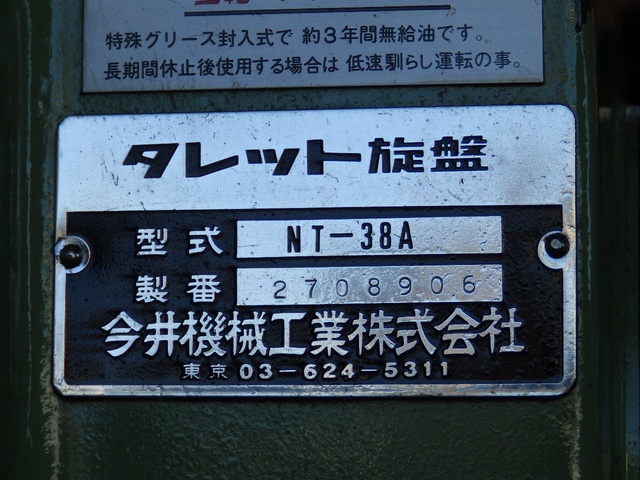 特殊グリース封入式で 約3年間無給油です。
長期間休止後使用する場合は 低速馴らし運転の事。
タレット旋盤
型式 NT-38A
製番 2708906
今井機械工業株式会社
東京 03-624-5311